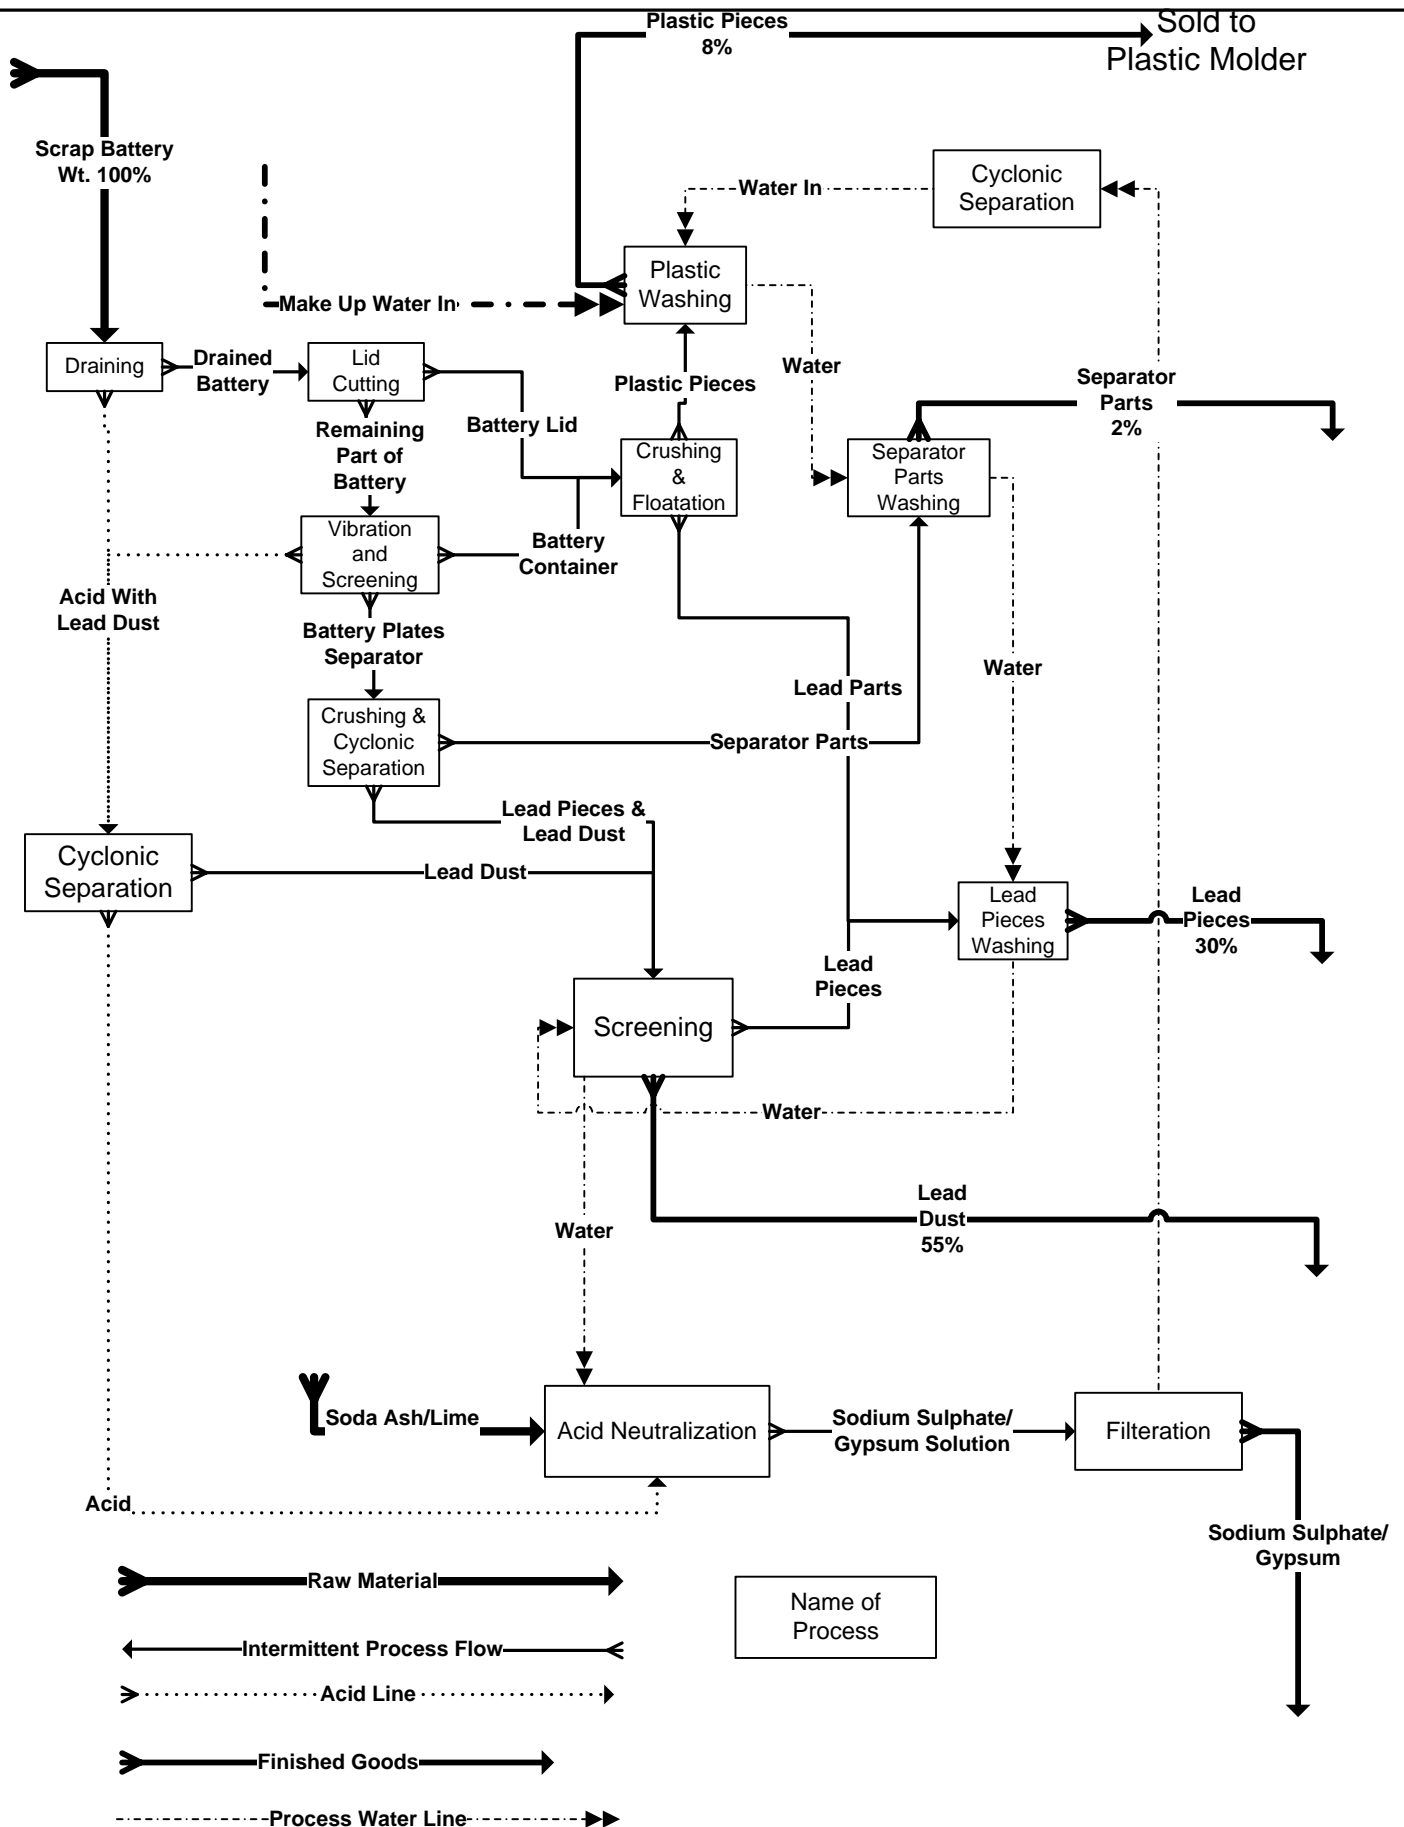 Plastic Pieces
8%
Sold to
Plastic Molder
Scrap Battery
Wt. 100%
Water In
Cyclonic
Separation
Plastic
Washing
Make Up Water In
Draining
Drained
Battery
Lid
Cutting
Plastic Pieces
Water
Separator
Parts
2%
Battery Lid
Remaining
Part of
Battery
Crushing
&
Floatation
Separator
Parts
Washing
Vibration
and
Screening
Battery
Container
Acid With
Lead Dust
Battery Plates
Separator
Water
Lead Parts
Crushing &
Cyclonic
Separation
Separator Parts
Lead Pieces &
Lead Dust
Cyclonic
Separation
Lead Dust
Lead
Pieces
Washing
Lead
Pieces
30%
Lead
Pieces
Screening
Water
Lead
Dust
55%
Water
Soda Ash/Lime
Acid Neutralization
Sodium Sulphate/
Gypsum Solution
Filteration
Acid
Sodium Sulphate/
Gypsum
Raw Material
Name of
Process
Intermittent Process Flow
Acid Line
Finished Goods
Process Water Line